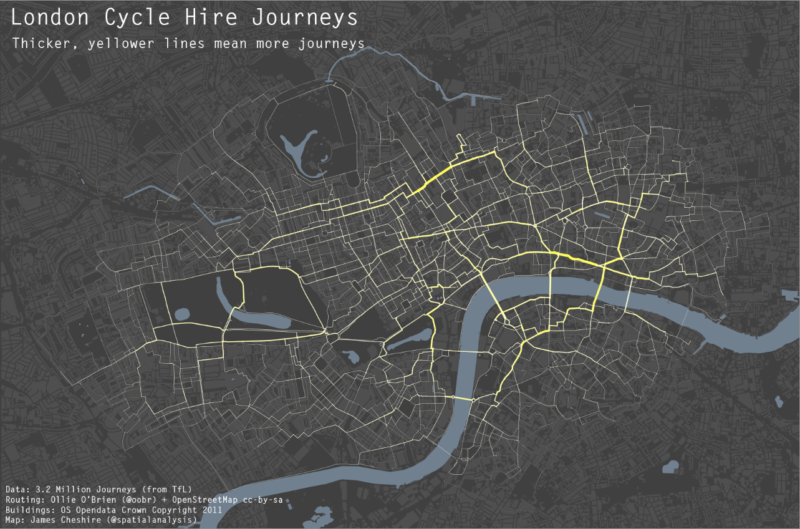 London Cycle Hire Journeys
Thicker, yellower lines mean more journeys
Data: 3.2 Million Journeys (from TfL)
Routing: Ollie O'Brien (@oobr) + OpenStreetMap cc-by-sa
Buildings: OS Opendata Crown Copyright 2011
Map: James Cheshire (@spatialanalysis)